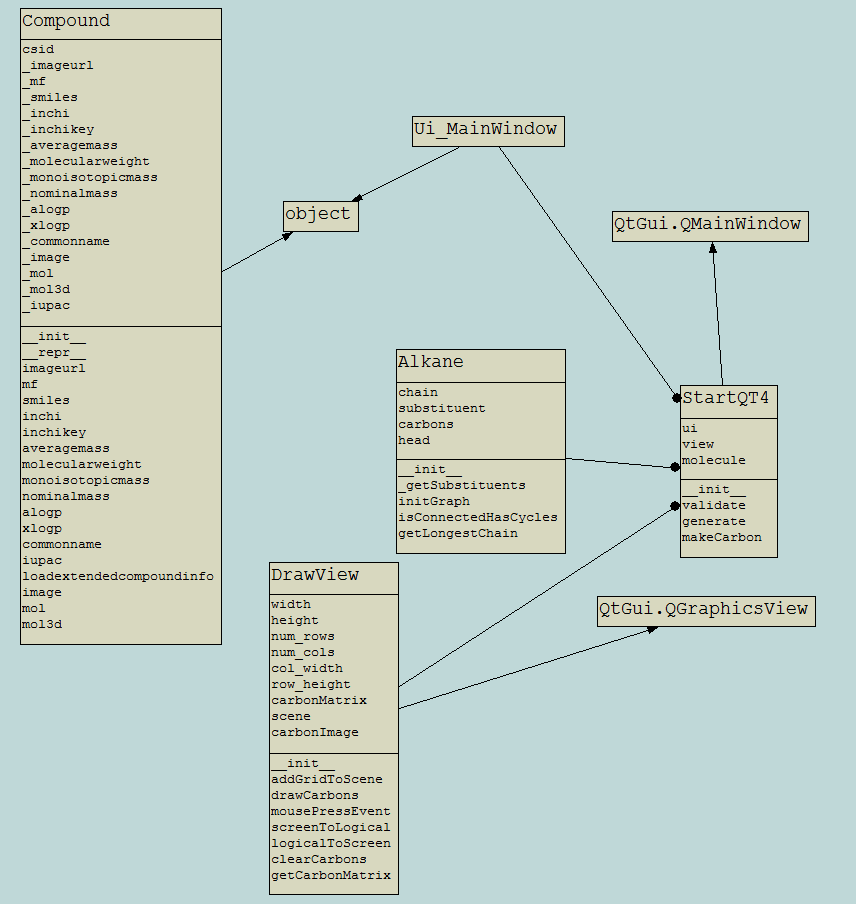 Compound
csid
_imageurl
_mf
_smiles
_inchi
_inchikey
_averagemass
_molecularweight
_monoisotopicmass
_nominalmass
_alogp
_xlogp
_commonname
_image
_mol
_mol3d
_iupac
__init__
__repr__
imageurl
mf
smiles
inchi
inchikey
averagemass
molecularweight
monoisotopicmass
nominalmass
alogp
xlogp
commonname
iupac
loadextendedcompoundinfo
image
mol
mol3d
Ui_MainWindow
object
QtGui.QMainWindow
Alkane
chain
substituent
carbons
head
__init__
_getSubstituents
initGraph
isConnectedHasCycles
getLongestChain
StartQT4
ui
view
molecule
__init__
validate
generate
makeCarbon
DrawView
width
height
num_rows
num_cols
col_width
row_height
carbonMatrix
scene
carbonImage
__init__
addGridToScene
drawCarbons
mousePressEvent
screenToLogical
logicalToScreen
clearCarbons
getCarbonMatrix
QtGui.QGraphicsView